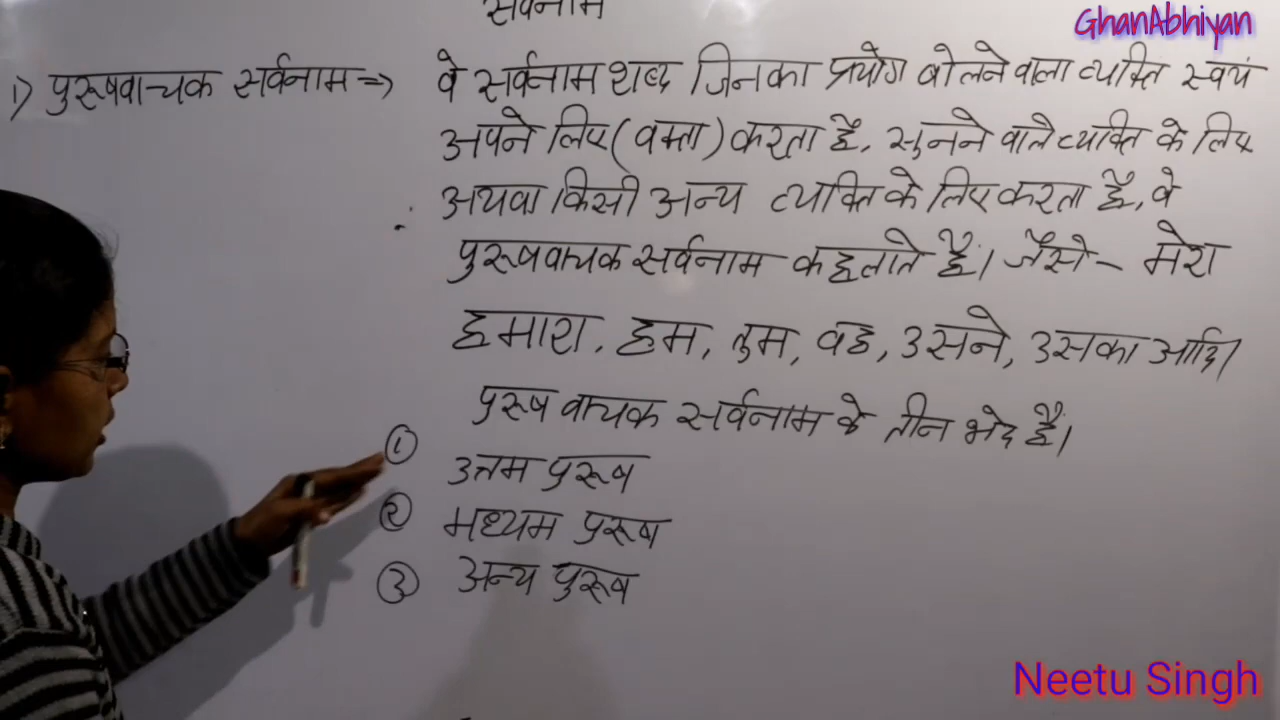 सर्वनाम
GhanAbhiyan
1) पुरूषवाचक सर्वनाम => वे सर्वनाम शब्द जिनका प्रयोग बोलने वाला व्यक्ति स्वयं
अपने लिए (वक्ता) करता है, सुनने वाले व्यक्ति के लिए
अथवा किसी अन्य व्यक्ति के लिए करता है, वे
पुरूषवाचक सर्वनाम कहलाते हैं। जैसे - मेरा
हमारा, हम, तुम, वह, उसने, उसका आदि।
पुरूष वाचक सर्वनाम के तीन भेद हैं।
① उत्तम पुरूष
② मध्यम पुरूष
③ अन्य पुरूष
Neetu Singh